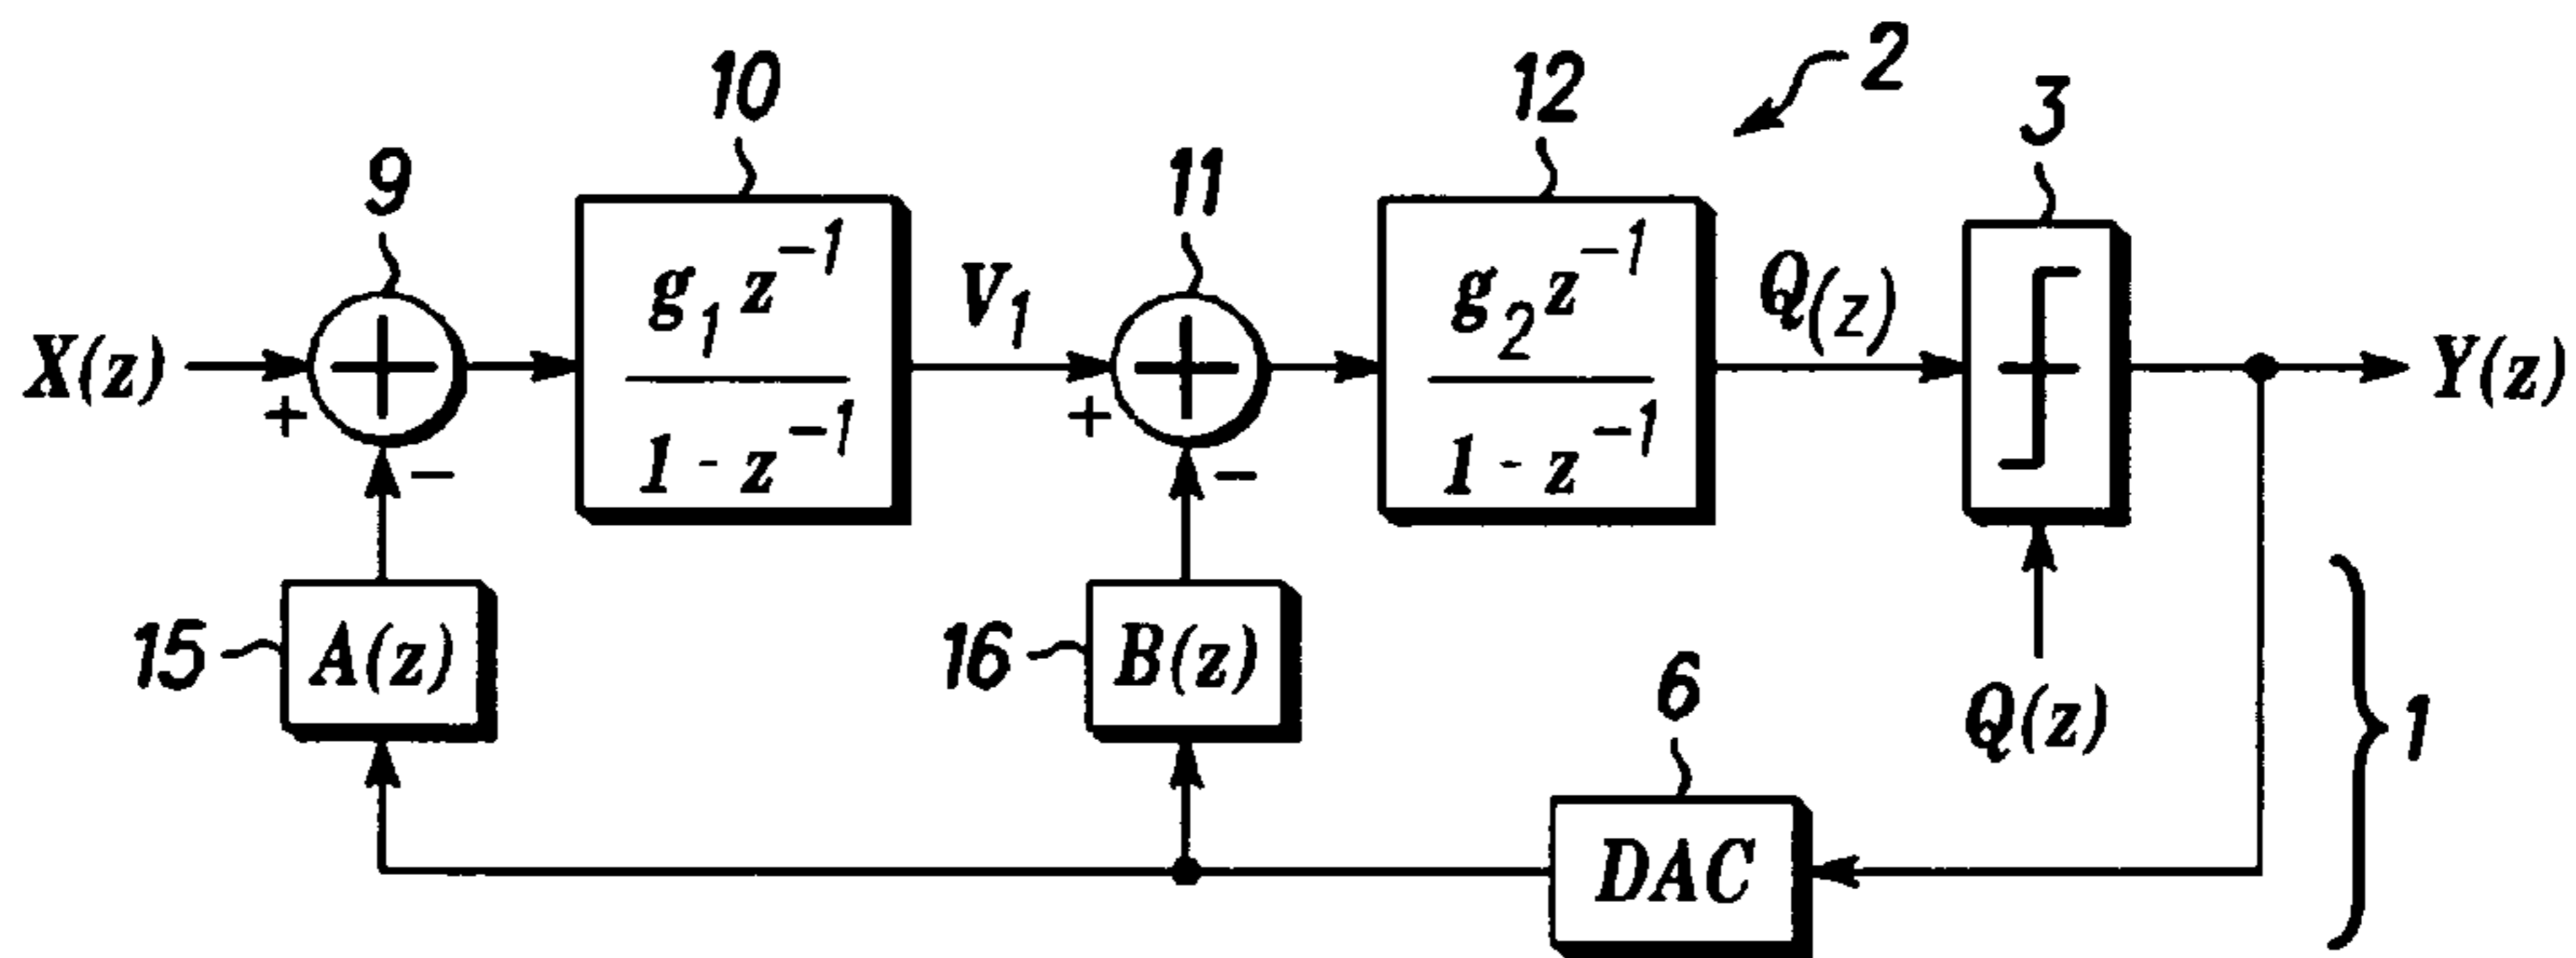 2
10
12
3
9
11
g₁z⁻¹
1 - z⁻¹
V₁
g₂z⁻¹
1 - z⁻¹
Q(z)
X(z)
+
+
Y(z)
+
-
+
-
15
A(z)
16
B(z)
6
Q(z)
1
DAC